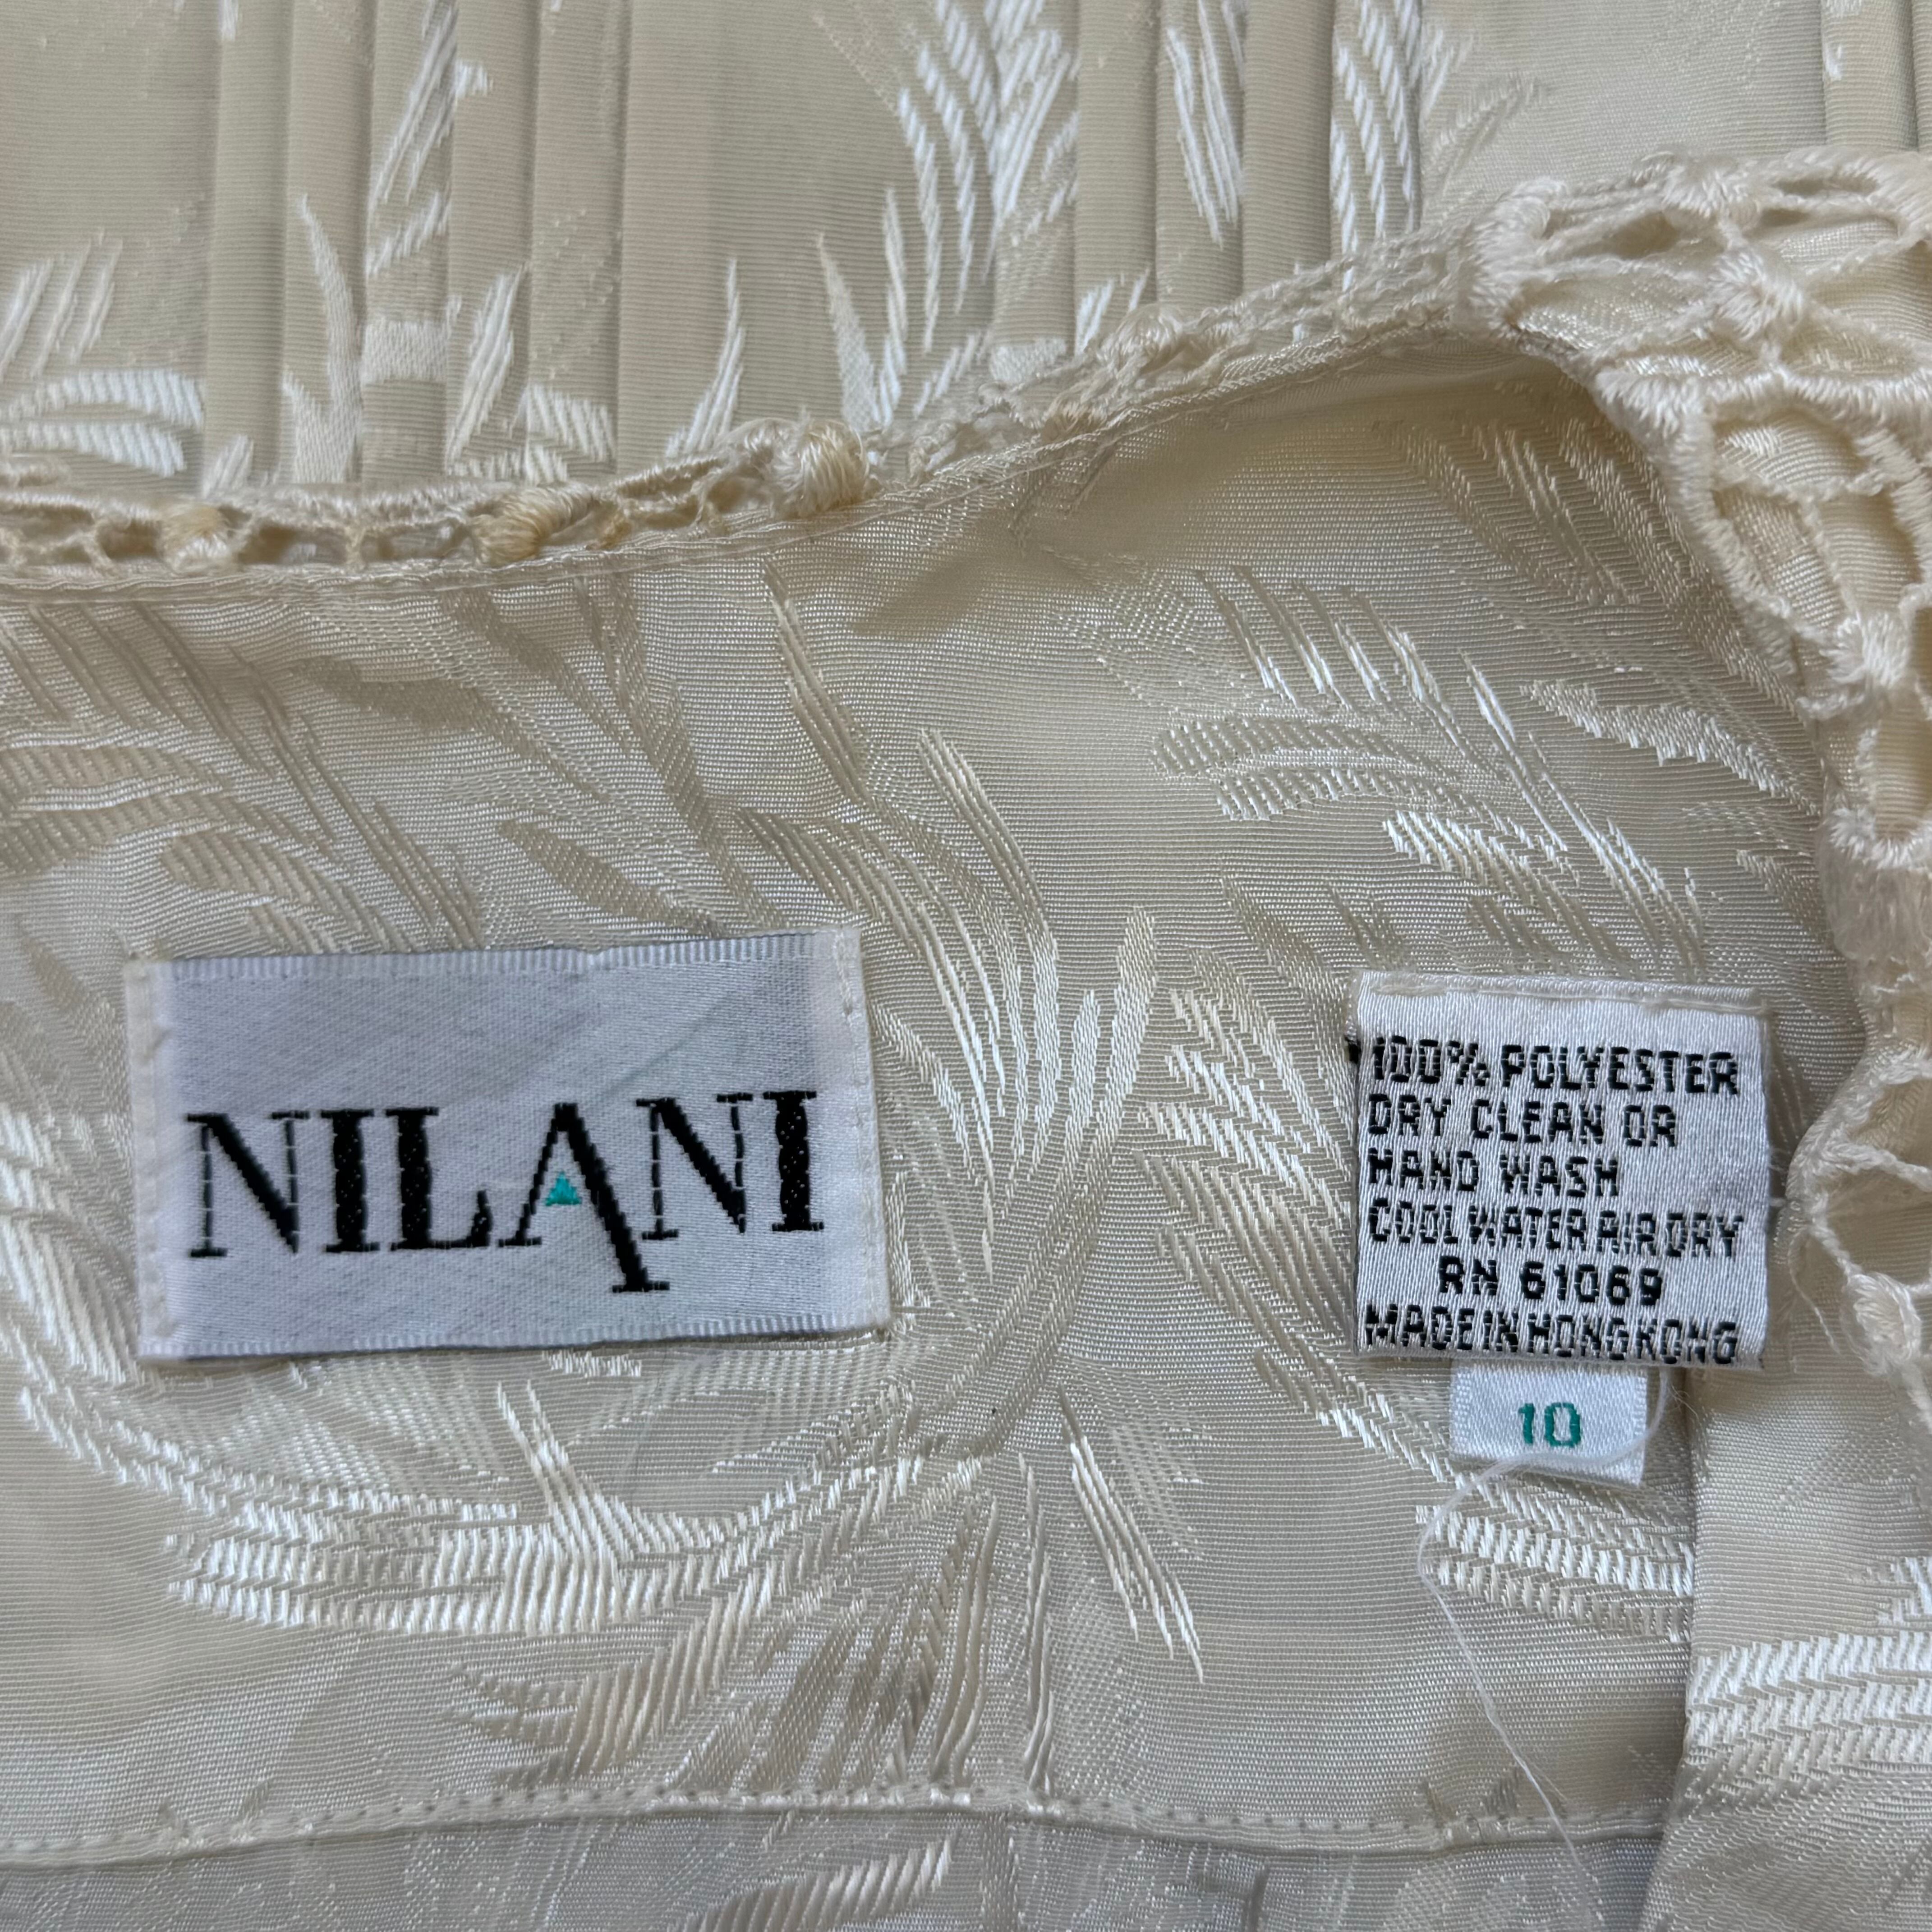 NILANI
100% POLYESTER
DRY CLEAN OR
HAND WASH
COOL WATER AIR DRY
RN 61069
MADE IN HONG KONG
10